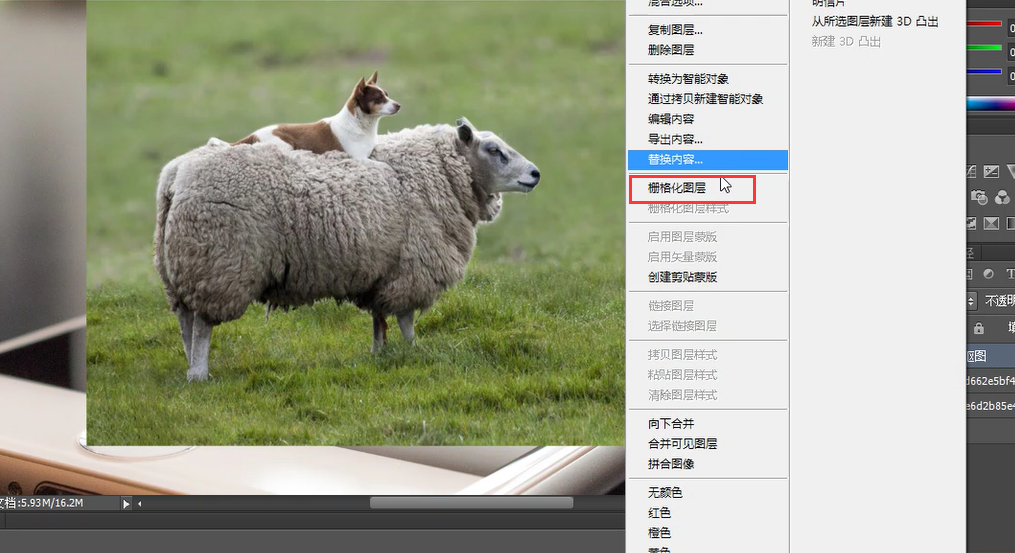 混合选项...
复制图层...
删除图层
转换为智能对象
通过拷贝新建智能对象
编辑内容
导出内容...
替换内容...
栅格化图层
栅格化图层样式
启用图层蒙版
启用矢量蒙版
创建剪贴蒙版
链接图层
选择链接图层
拷贝图层样式
粘贴图层样式
清除图层样式
向下合并
合并可见图层
拼合图像
无颜色
红色
橙色
黄色
明信片
从所选图层新建 3D 凸出
新建 3D 凸出
不透明
抠图
d662e5bf4
e6d2b85e4
文档:5.93M/16.2M